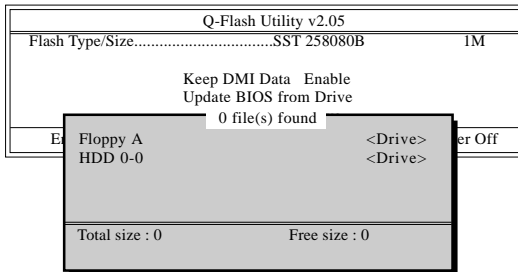 Q-Flash Utility v2.05
Flash Type/Size.................................SST 258080B 1M
Keep DMI Data Enable
Update BIOS from Drive
0 file(s) found
Floppy A <Drive>
HDD 0-0 <Drive>
er Off
Total size : 0 Free size : 0